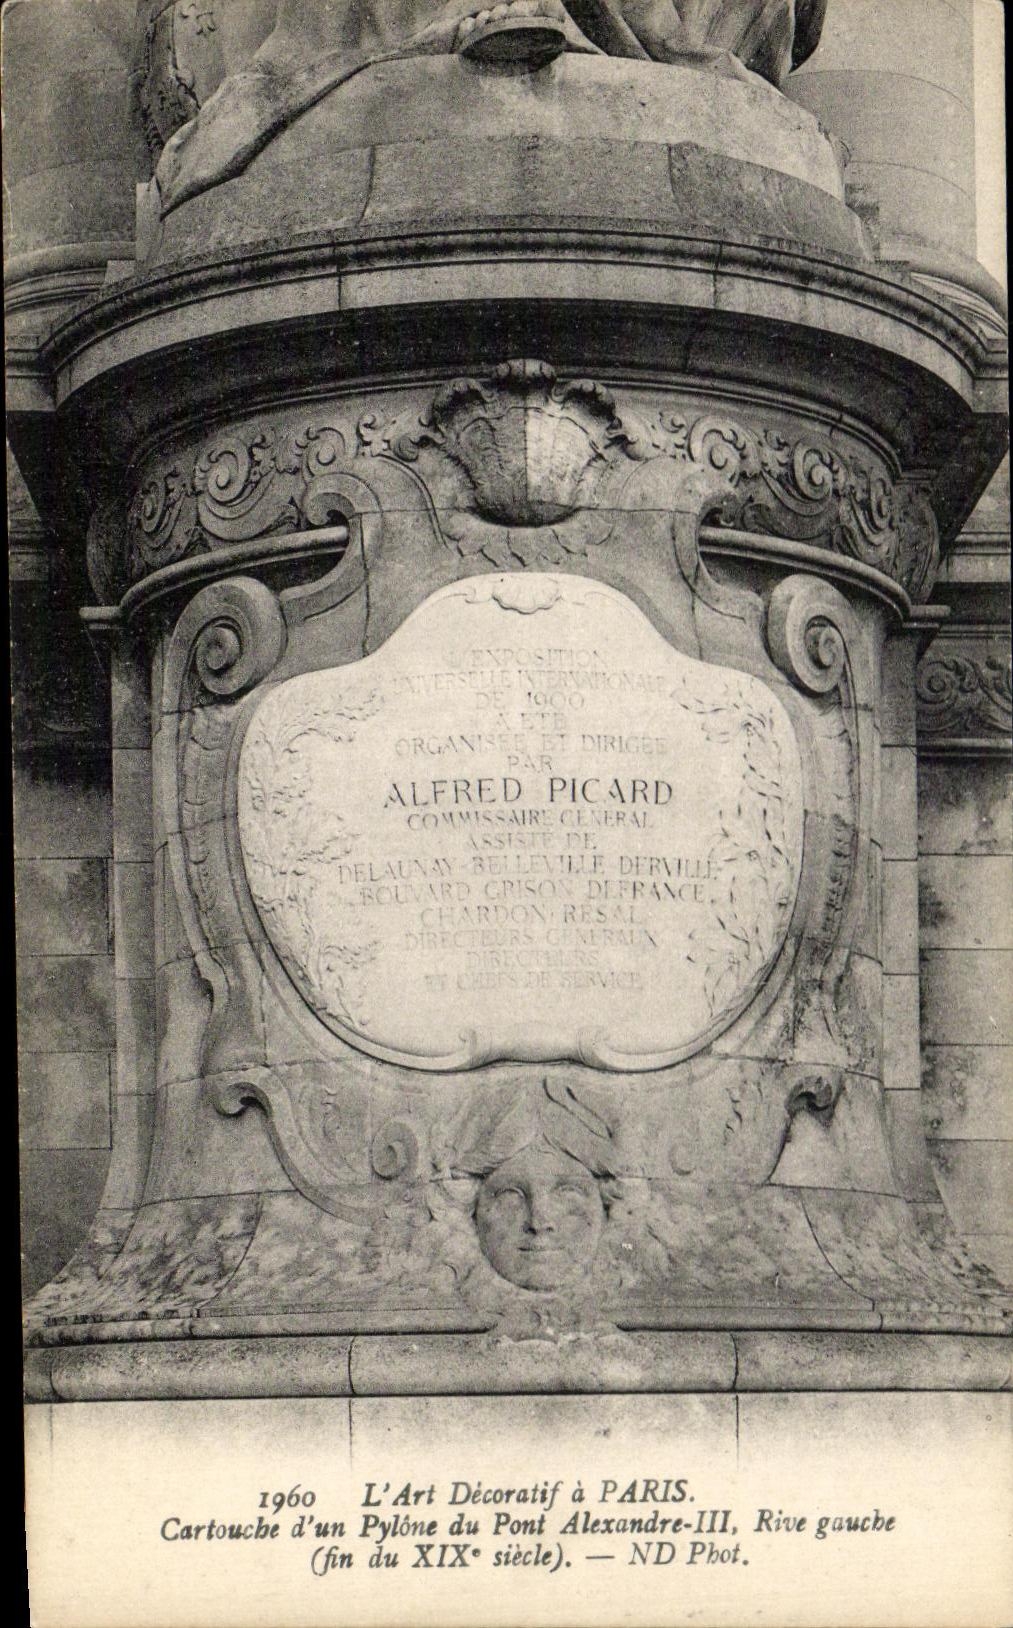 L'EXPOSITION
UNIVERSELLE INTERNATIONALE
DE 1900
A ETE
ORGANISEE ET DIRIGEE
PAR
ALFRED PICARD
COMMISSAIRE GENERAL
ASSISTE DE
DELAUNAY-BELLEVILLE DERVILLE
BOUVARD GRISON DEFRANCE
CHARDON RESAL
DIRECTEURS GENERAUX
DIRECTEURS
ET CHEFS DE SERVICE
1960 L'Art Décoratif à PARIS.
Cartouche d'un Pylône du Pont Alexandre-III, Rive gauche
(fin du XIXe siècle). — ND Phot.